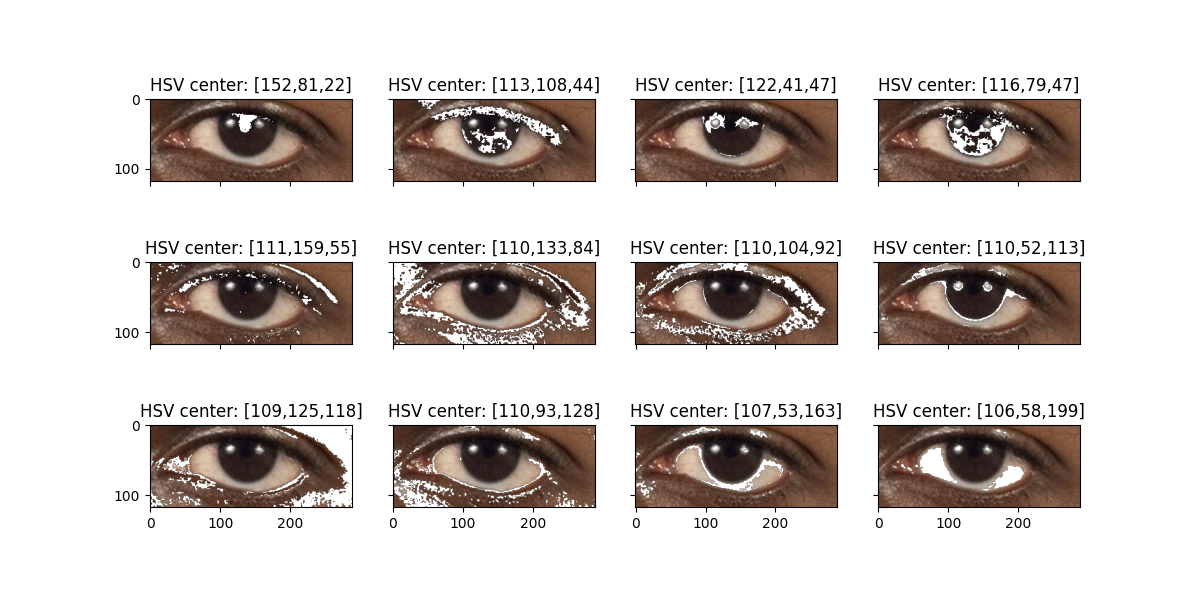 HSV center: [152,81,22] HSV center: [113,108,44] HSV center: [122,41,47] HSV center: [116,79,47]
0
100
HSV center: [111,159,55] HSV center: [110,133,84] HSV center: [110,104,92] HSV center: [110,52,113]
0
100
HSV center: [109,125,118] HSV center: [110,93,128] HSV center: [107,53,163] HSV center: [106,58,199]
0
100
0 100 200 0 100 200 0 100 200 0 100 200